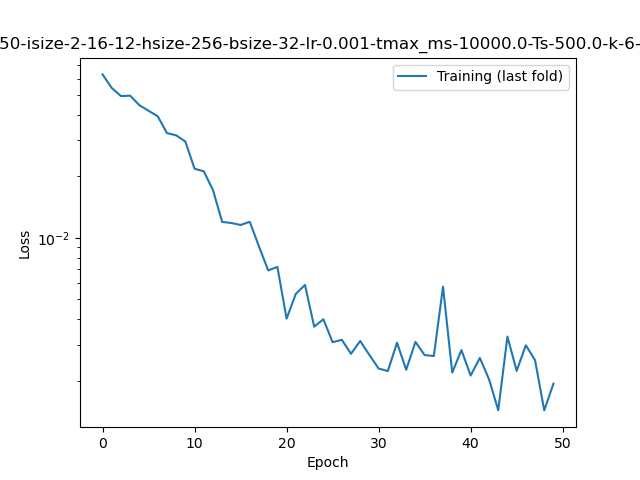 50-isize-2-16-12-hsize-256-bsize-32-lr-0.001-tmax_ms-10000.0-Ts-500.0-k-6-
Training (last fold)
Loss
10⁻²
0 10 20 30 40 50
Epoch